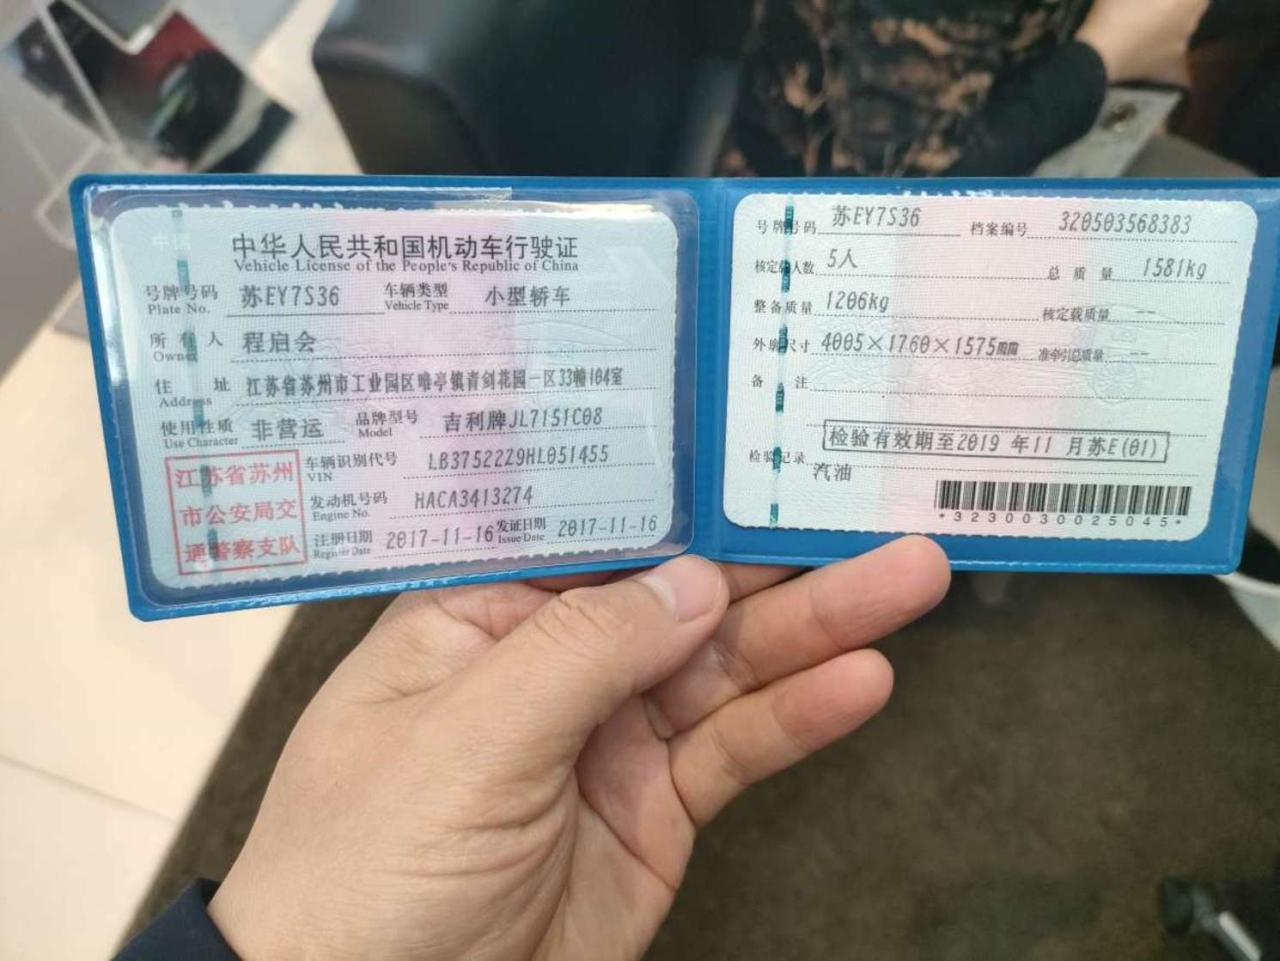 中华人民共和国机动车行驶证
Vehicle License of the People's Republic of China
号牌号码 苏EY7S36 车辆类型 小型轿车
Plate No. Vehicle Type
所有人 程启会
Owner
住址 江苏省苏州市工业园区唯亭镇青剑花园一区33幢104室
Address
使用性质 非营运 品牌型号 吉利牌JL7151C08
Use Character Model
江苏省苏州
市公安局交
通警察支队
车辆识别代号 LB37522Z9HL051455
VIN
发动机号码 HACA3413274
Engine No.
注册日期 2017-11-16 发证日期 2017-11-16
Register Date Issue Date
号牌号码 苏EY7S36 档案编号 320503568383
核定载人数 5人 总质量 1581kg
整备质量 1206kg 核定载质量 --
外廓尺寸 4005×1760×1575mm 准牵引总质量 --
备注
检验有效期至2019年11月苏E(01)
检验记录
汽油
*3230030025045*